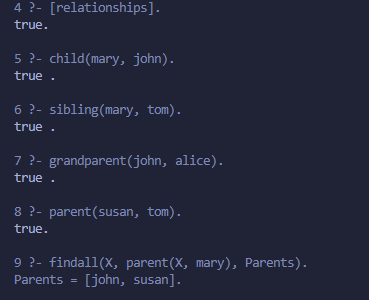 4 ?- [relationships].
true.
5 ?- child(mary, john).
true .
6 ?- sibling(mary, tom).
true .
7 ?- grandparent(john, alice).
true .
8 ?- parent(susan, tom).
true.
9 ?- findall(X, parent(X, mary), Parents).
Parents = [john, susan].